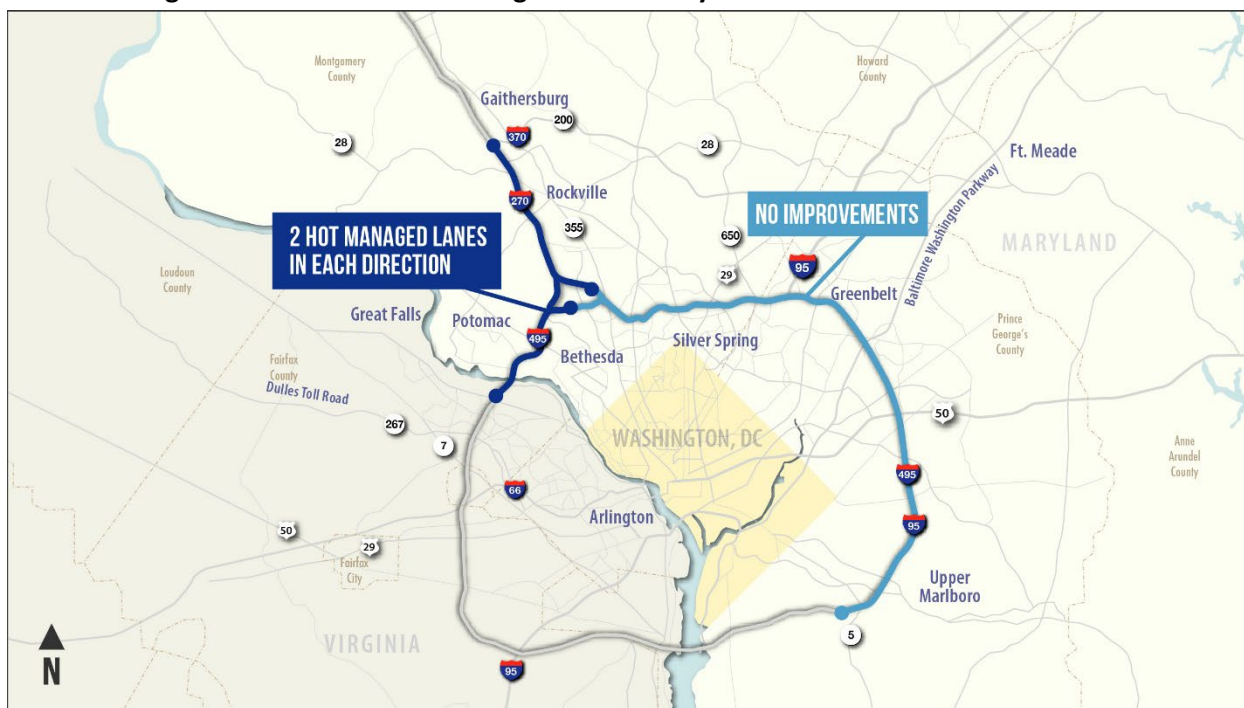 Montgomery
County
Howard
County
Gaithersburg
200
370
28
28
Ft. Meade
Rockville
270
NO IMPROVEMENTS
355
650
2 HOT MANAGED LANES
IN EACH DIRECTION
MARYLAND
Baltimore Washington Parkway
29
95
Loudoun
County
Greenbelt
Great Falls
Potomac
495
Silver Spring
Prince
George's
County
Bethesda
Fairfax
County
Dulles Toll Road
267
7
50
WASHINGTON, DC
Anne
Arundel
County
66
495
Arlington
95
50
29
Fairfax
City
Upper
Marlboro
5
VIRGINIA
N
95